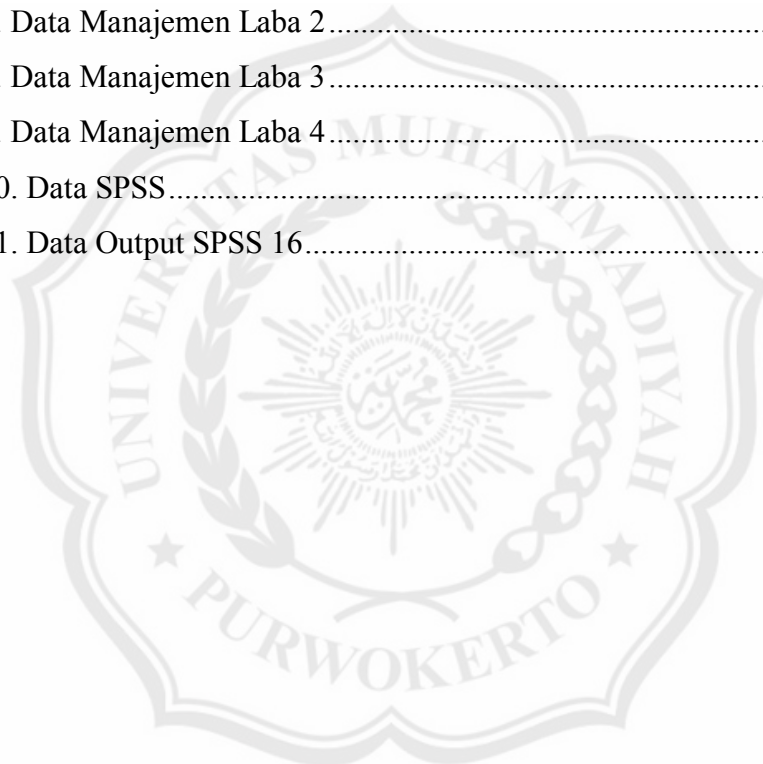 . Data Manajemen Laba 2
. Data Manajemen Laba 3
. Data Manajemen Laba 4
0. Data SPSS
1. Data Output SPSS 16
UNIVERSITAS MUHAMMADIYAH
PURWOKERTO